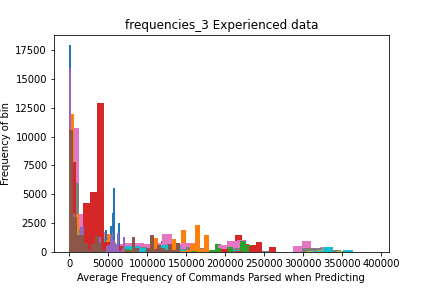 frequencies_3 Experienced data
Frequency of bin
17500
15000
12500
10000
7500
5000
2500
0
0 50000 100000 150000 200000 250000 300000 350000 400000
Average Frequency of Commands Parsed when Predicting